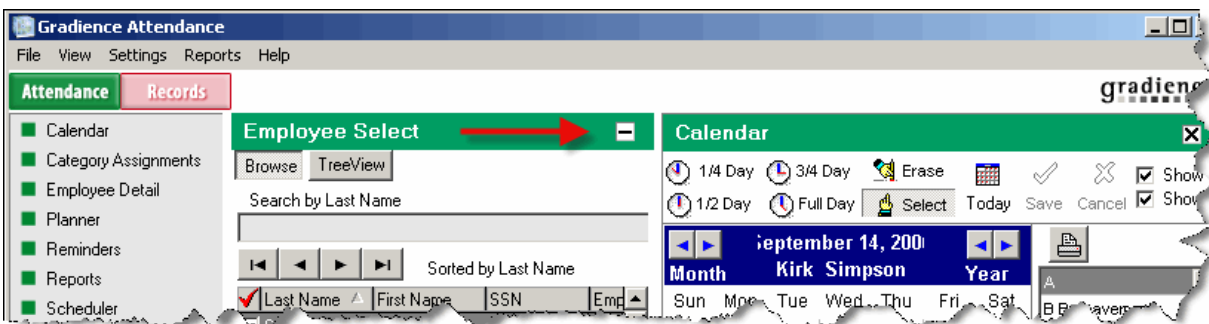 Gradience Attendance
File View Settings Reports Help
Attendance Records
Calendar
Category Assignments
Employee Detail
Planner
Reminders
Reports
Scheduler
Employee Select
Browse TreeView
Search by Last Name
Sorted by Last Name
Last Name First Name SSN Emp
Calendar
1/4 Day 3/4 Day Erase
1/2 Day Full Day Select Today Save Cancel
Show
Show
September 14, 200
Month Kirk Simpson Year
Sun Mon Tue Wed Thu Fri Sat
A